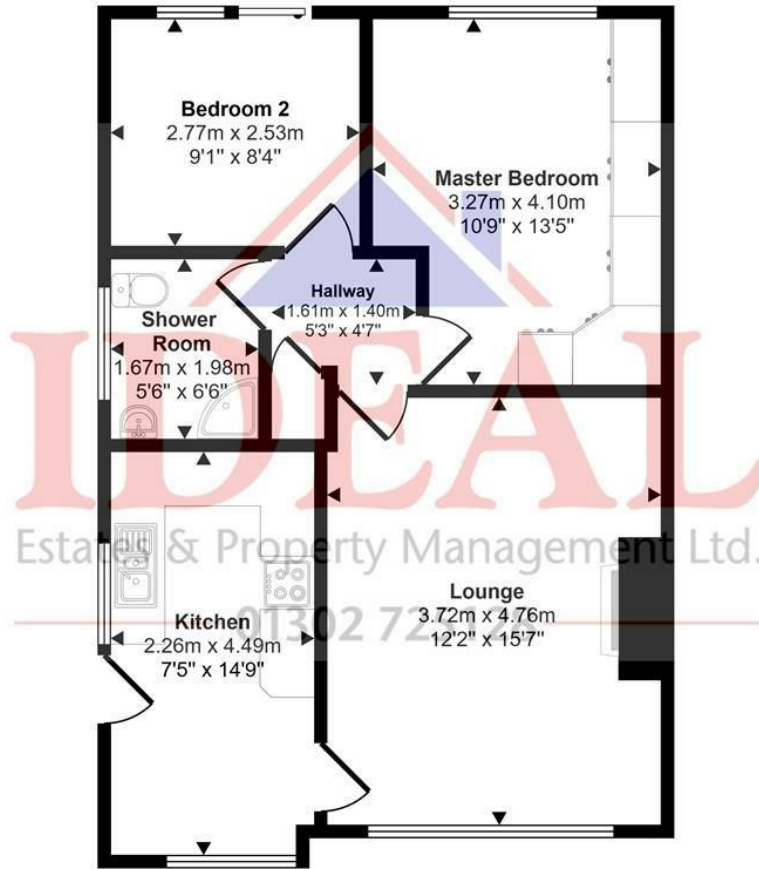 Bedroom 2
2.77m x 2.53m
9'1" x 8'4"
Master Bedroom
3.27m x 4.10m
10'9" x 13'5"
Hallway
1.61m x 1.40m
5'3" x 4'7"
Shower
Room
1.67m x 1.98m
5'6" x 6'6"
IDEAL
Estates & Property Management Ltd.
Lounge
3.72m x 4.76m
12'2" x 15'7"
Kitchen
2.26m x 4.49m
7'5" x 14'9"
01302